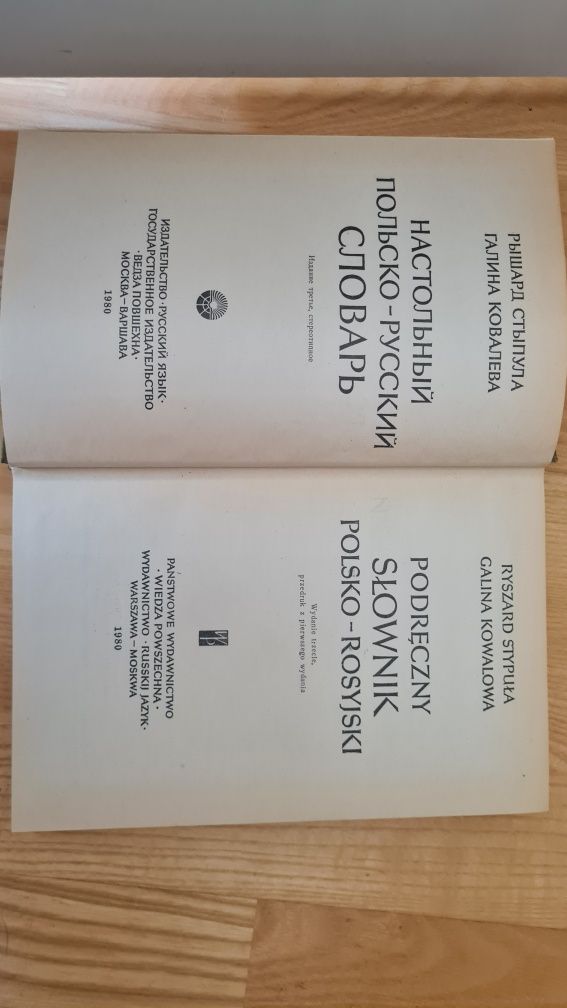 РЫШАРД СТЫПУЛА
ГАЛИНА КОВАЛЕВА
НАСТОЛЬНЫЙ
ПОЛЬСКО-РУССКИЙ
СЛОВАРЬ
Издание третье, стереотипное
ИЗДАТЕЛЬСТВО ·РУССКИЙ ЯЗЫК·
ГОСУДАРСТВЕННОЕ ИЗДАТЕЛЬСТВО
·ВЕДЗА ПОВШЕХНА·
МОСКВА–ВАРШАВА
1980
RYSZARD STYPUŁA
GALINA KOWALOWA
PODRĘCZNY
SŁOWNIK
POLSKO-ROSYJSKI
Wydanie trzecie,
przedruk z pierwszego wydania
WP
PAŃSTWOWE WYDAWNICTWO
·WIEDZA POWSZECHNA·
WYDAWNICTWO ·RUSSKIJ JAZYK·
WARSZAWA–MOSKWA
1980